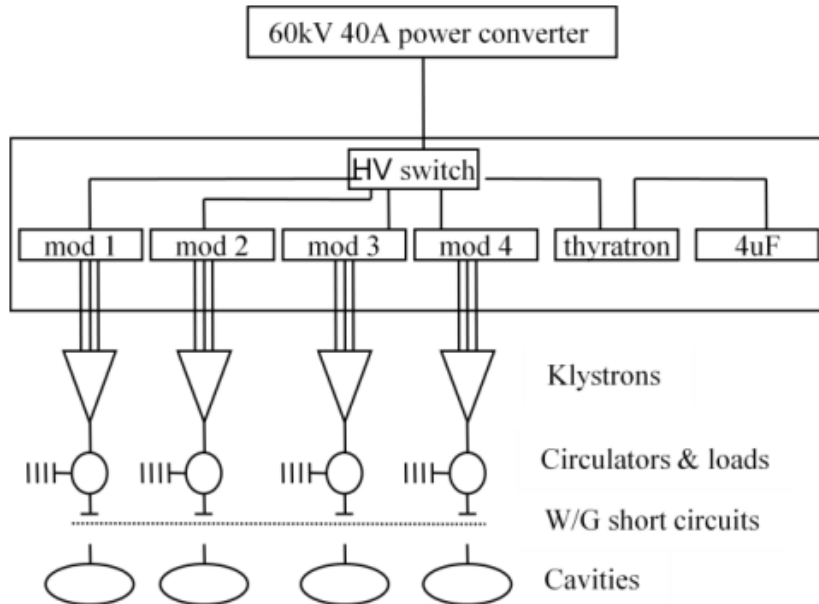 60kV 40A power converter
HV switch
mod 1 mod 2 mod 3 mod 4 thyratron 4uF
Klystrons
Circulators & loads
W/G short circuits
Cavities